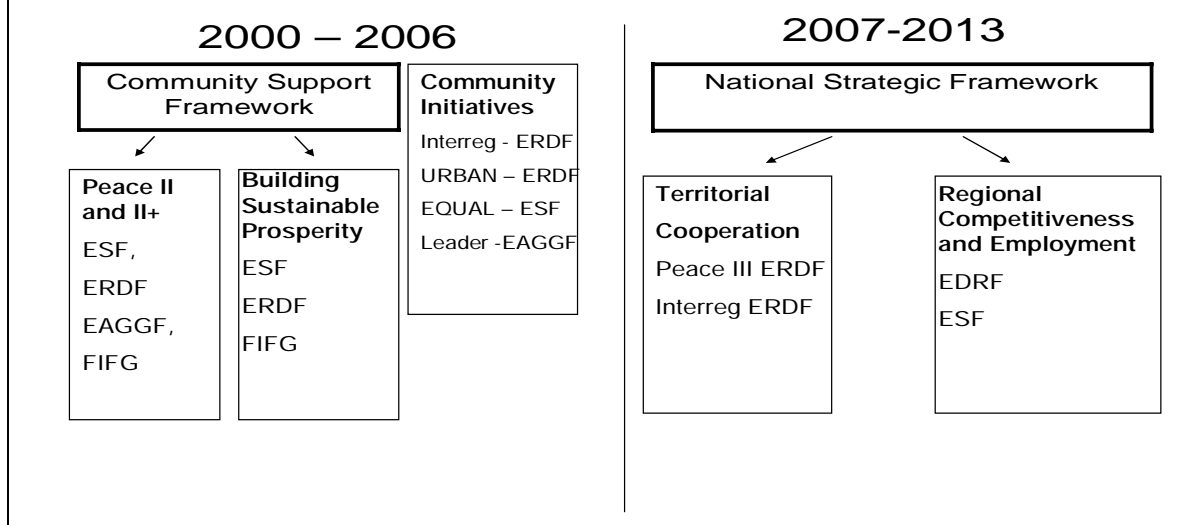 2000 – 2006
Community Support
Framework
Peace II
and II+
ESF,
ERDF
EAGGF,
FIFG
Building
Sustainable
Prosperity
ESF
ERDF
FIFG
Community
Initiatives
Interreg - ERDF
URBAN – ERDF
EQUAL – ESF
Leader -EAGGF
2007-2013
National Strategic Framework
Territorial
Cooperation
Peace III ERDF
Interreg ERDF
Regional
Competitiveness
and Employment
EDRF
ESF